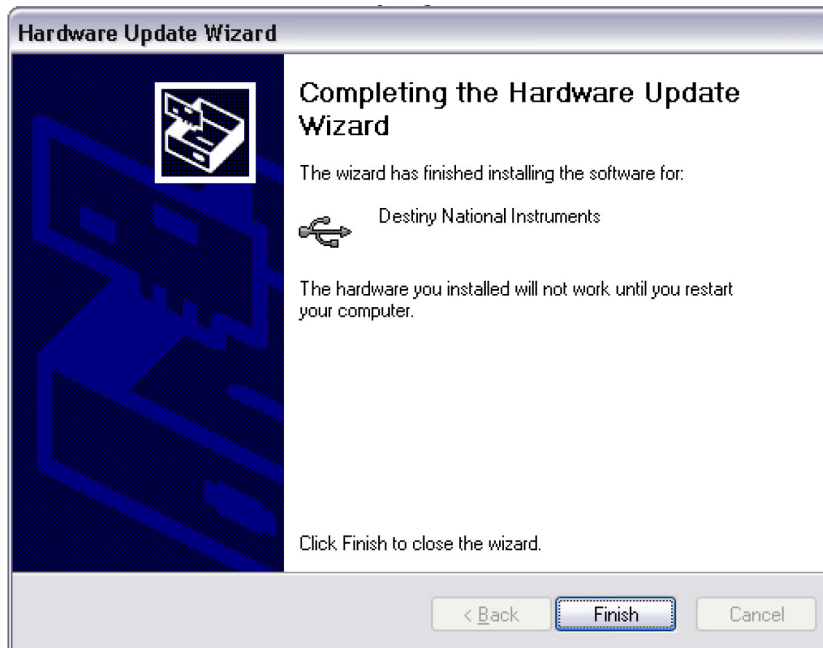 Hardware Update Wizard
Completing the Hardware Update
Wizard
The wizard has finished installing the software for:
Destiny National Instruments
The hardware you installed will not work until you restart
your computer.
Click Finish to close the wizard.
< Back
Finish
Cancel